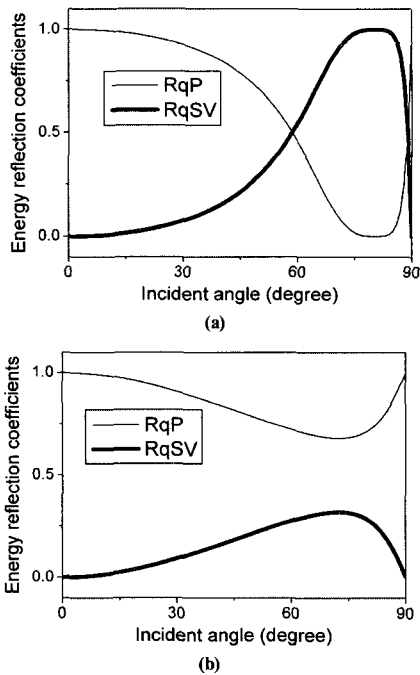 Energy reflection coefficients
1.0
0.5
0.0
RqP
RqSV
0 30 60 90
Incident angle (degree)
(a)
Energy reflection coefficients
1.0
0.5
0.0
RqP
RqSV
0 30 60 90
Incident angle (degree)
(b)